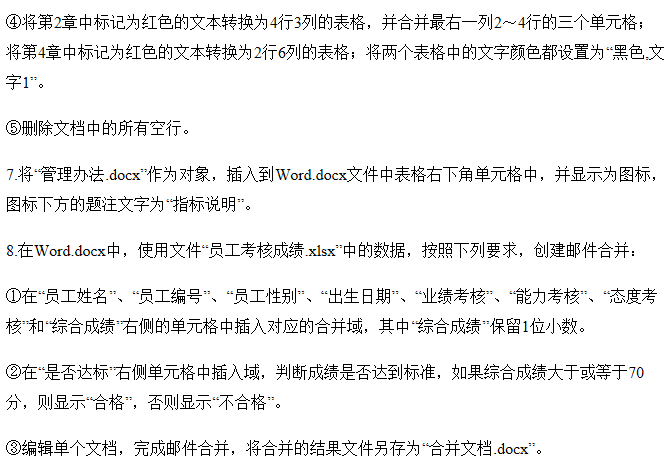 ④将第2章中标记为红色的文本转换为4行3列的表格，并合并最右一列2～4行的三个单元格；
将第4章中标记为红色的文本转换为2行6列的表格；将两个表格中的文字颜色都设置为“黑色,文
字1”。
⑤删除文档中的所有空行。
7.将“管理办法.docx”作为对象，插入到Word.docx文件中表格右下角单元格中，并显示为图标，
图标下方的题注文字为“指标说明”。
8.在Word.docx中，使用文件“员工考核成绩.xlsx”中的数据，按照下列要求，创建邮件合并：
①在“员工姓名”、“员工编号”、“员工性别”、“出生日期”、“业绩考核”、“能力考核”、“态度考
核”和“综合成绩”右侧的单元格中插入对应的合并域，其中“综合成绩”保留1位小数。
②在“是否达标”右侧单元格中插入域，判断成绩是否达到标准，如果综合成绩大于或等于70
分，则显示“合格”，否则显示“不合格”。
③编辑单个文档，完成邮件合并，将合并的结果文件另存为“合并文档.docx”。